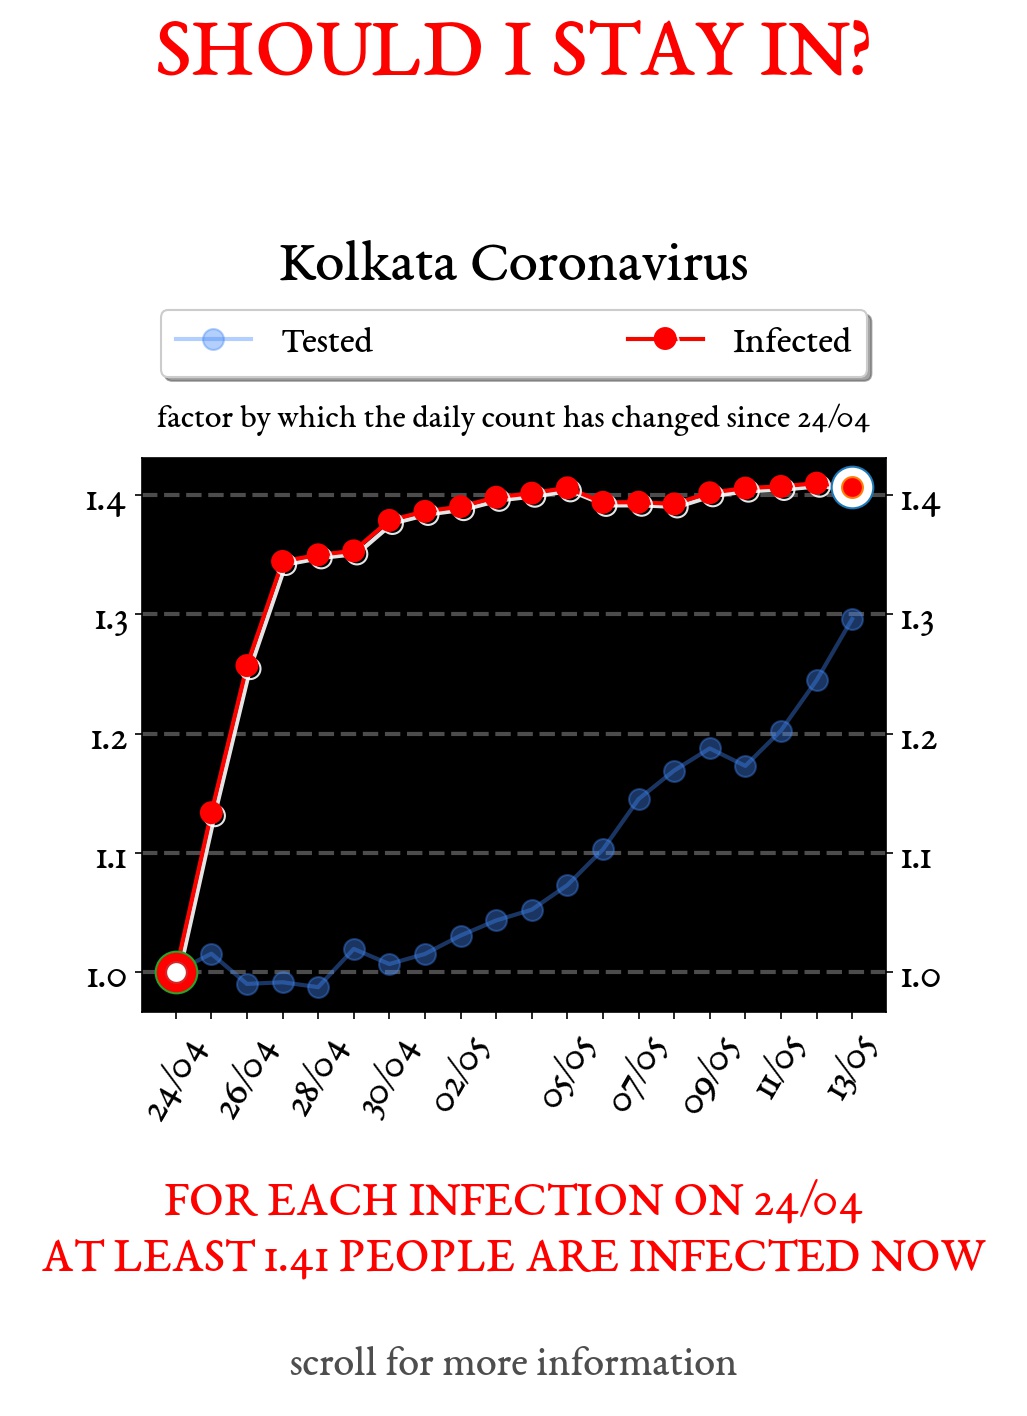 SHOULD I STAY IN?
Kolkata Coronavirus
Tested Infected
factor by which the daily count has changed since 24/04
1.4 1.4
1.3 1.3
1.2 1.2
1.1 1.1
1.0 1.0
24/04 26/04 28/04 30/04 02/05 05/05 07/05 09/05 11/05 13/05
FOR EACH INFECTION ON 24/04
AT LEAST 1.41 PEOPLE ARE INFECTED NOW
scroll for more information